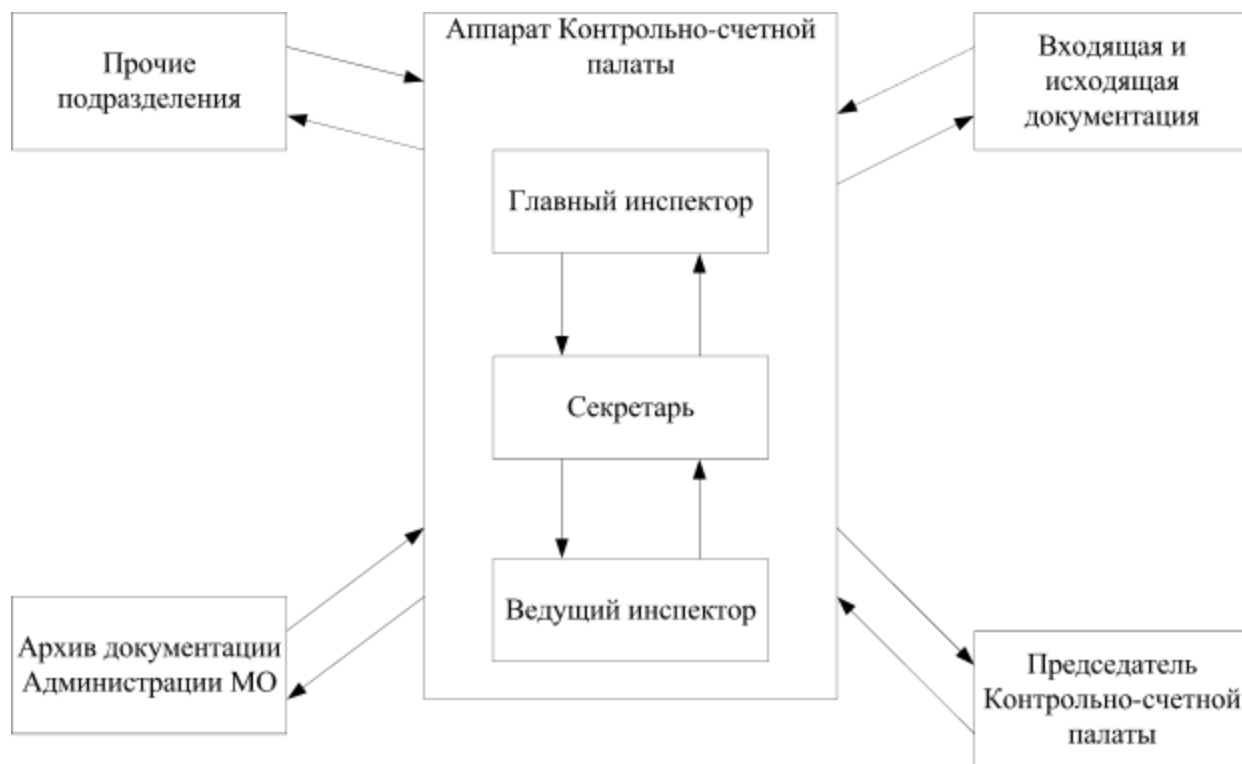 Прочие
подразделения
Аппарат Контрольно-счетной
палаты
Входящая и
исходящая
документация
Главный инспектор
Секретарь
Ведущий инспектор
Архив документации
Администрации МО
Председатель
Контрольно-счетной
палаты